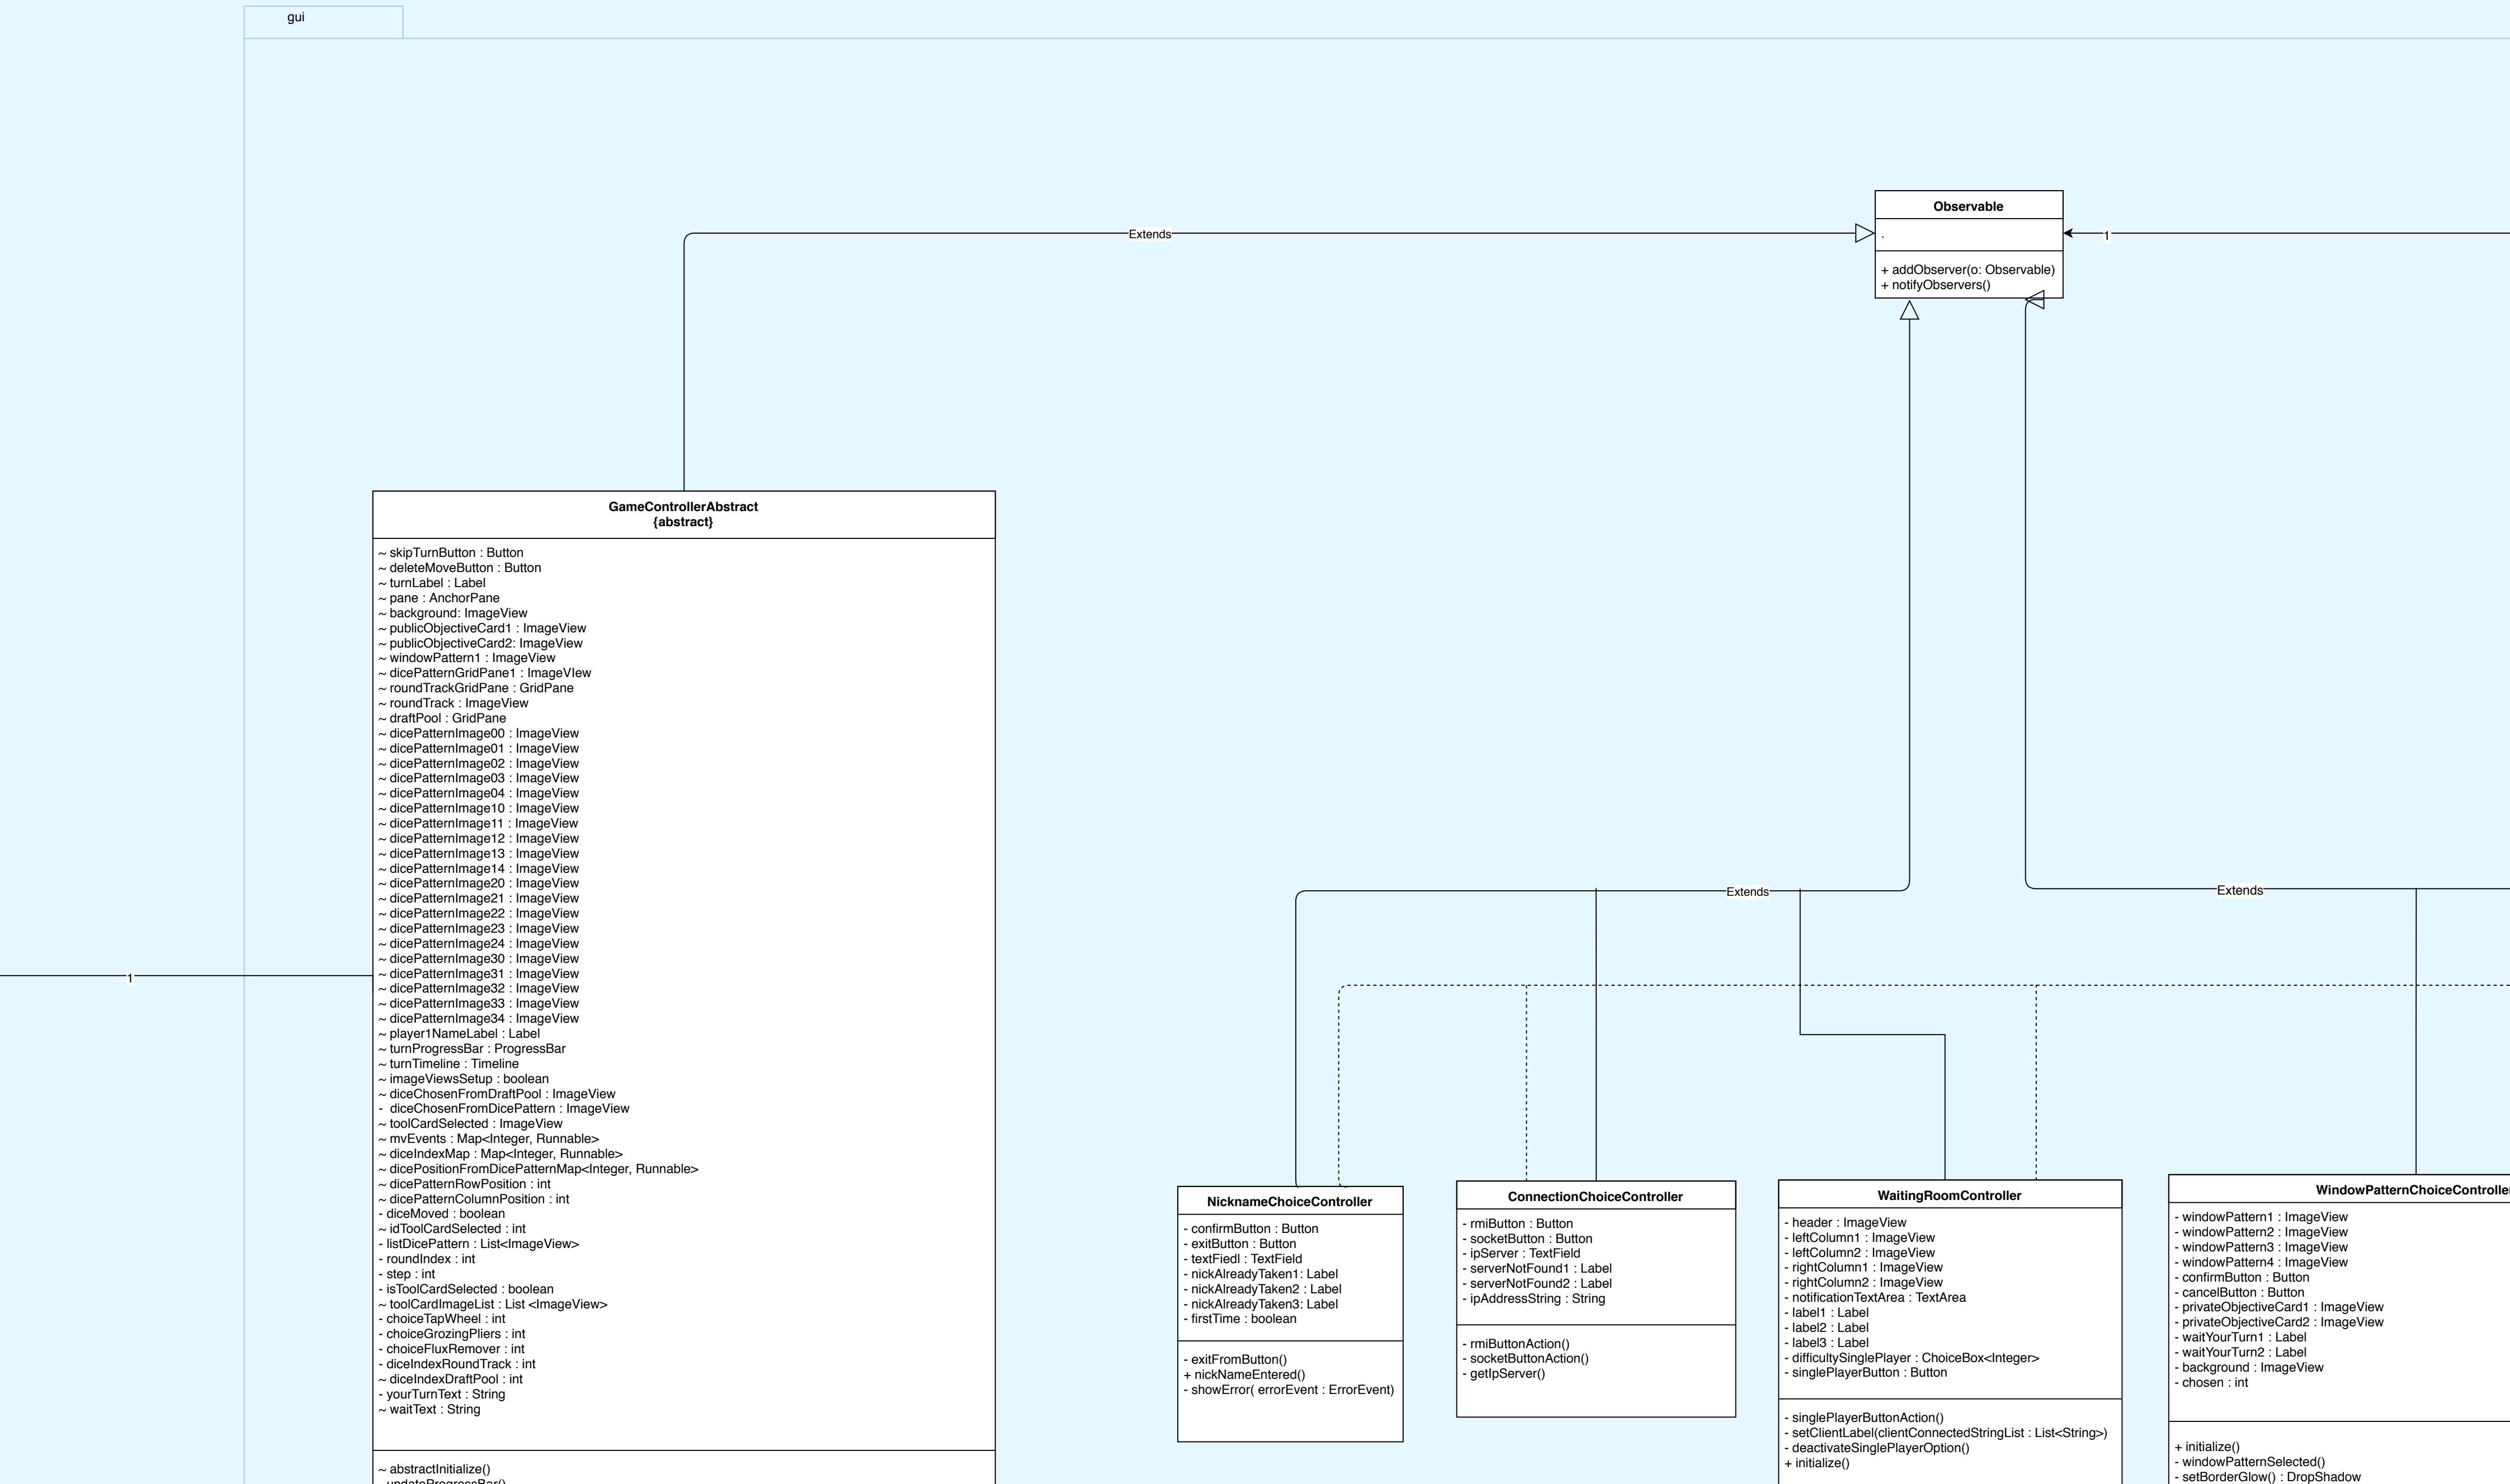 gui
Observable
.
+ addObserver(o: Observable)
+ notifyObservers()
Extends
1
GameControllerAbstract
{abstract}
~ skipTurnButton : Button
~ deleteMoveButton : Button
~ turnLabel : Label
~ pane : AnchorPane
~ background: ImageView
~ publicObjectiveCard1 : ImageView
~ publicObjectiveCard2: ImageView
~ windowPattern1 : ImageView
~ dicePatternGridPane1 : ImageVIew
~ roundTrackGridPane : GridPane
~ roundTrack : ImageView
~ draftPool : GridPane
~ dicePatternImage00 : ImageView
~ dicePatternImage01 : ImageView
~ dicePatternImage02 : ImageView
~ dicePatternImage03 : ImageView
~ dicePatternImage04 : ImageView
~ dicePatternImage10 : ImageView
~ dicePatternImage11 : ImageView
~ dicePatternImage12 : ImageView
~ dicePatternImage13 : ImageView
~ dicePatternImage14 : ImageView
~ dicePatternImage20 : ImageView
~ dicePatternImage21 : ImageView
~ dicePatternImage22 : ImageView
~ dicePatternImage23 : ImageView
~ dicePatternImage24 : ImageView
~ dicePatternImage30 : ImageView
~ dicePatternImage31 : ImageView
~ dicePatternImage32 : ImageView
~ dicePatternImage33 : ImageView
~ dicePatternImage34 : ImageView
~ player1NameLabel : Label
~ turnProgressBar : ProgressBar
~ turnTimeline : Timeline
~ imageViewsSetup : boolean
~ diceChosenFromDraftPool : ImageView
- diceChosenFromDicePattern : ImageView
~ toolCardSelected : ImageView
~ mvEvents : Map<Integer, Runnable>
~ diceIndexMap : Map<Integer, Runnable>
~ dicePositionFromDicePatternMap<Integer, Runnable>
~ dicePatternRowPosition : int
~ dicePatternColumnPosition : int
- diceMoved : boolean
~ idToolCardSelected : int
- listDicePattern : List<ImageView>
- roundIndex : int
- step : int
- isToolCardSelected : boolean
~ toolCardImageList : List <ImageView>
- choiceTapWheel : int
- choiceGrozingPliers : int
- choiceFluxRemover : int
- diceIndexRoundTrack : int
~ diceIndexDraftPool : int
- yourTurnText : String
~ waitText : String
~ abstractInitialize()
updateProgressBar()
1
Extends
Extends
NicknameChoiceController
- confirmButton : Button
- exitButton : Button
- textFiedl : TextField
- nickAlreadyTaken1: Label
- nickAlreadyTaken2 : Label
- nickAlreadyTaken3: Label
- firstTime : boolean
- exitFromButton()
+ nickNameEntered()
- showError( errorEvent : ErrorEvent)
ConnectionChoiceController
- rmiButton : Button
- socketButton : Button
- ipServer : TextField
- serverNotFound1 : Label
- serverNotFound2 : Label
- ipAddressString : String
- rmiButtonAction()
- socketButtonAction()
- getIpServer()
WaitingRoomController
- header : ImageView
- leftColumn1 : ImageView
- leftColumn2 : ImageView
- rightColumn1 : ImageView
- rightColumn2 : ImageView
- notificationTextArea : TextArea
- label1 : Label
- label2 : Label
- label3 : Label
- difficultySinglePlayer : ChoiceBox<Integer>
- singlePlayerButton : Button
- singlePlayerButtonAction()
- setClientLabel(clientConnectedStringList : List<String>)
- deactivateSinglePlayerOption()
+ initialize()
WindowPatternChoiceController
- windowPattern1 : ImageView
- windowPattern2 : ImageView
- windowPattern3 : ImageView
- windowPattern4 : ImageView
- confirmButton : Button
- cancelButton : Button
- privateObjectiveCard1 : ImageView
- privateObjectiveCard2 : ImageView
- waitYourTurn1 : Label
- waitYourTurn2 : Label
- background : ImageView
- chosen : int
+ initialize()
- windowPatternSelected()
- setBorderGlow() : DropShadow